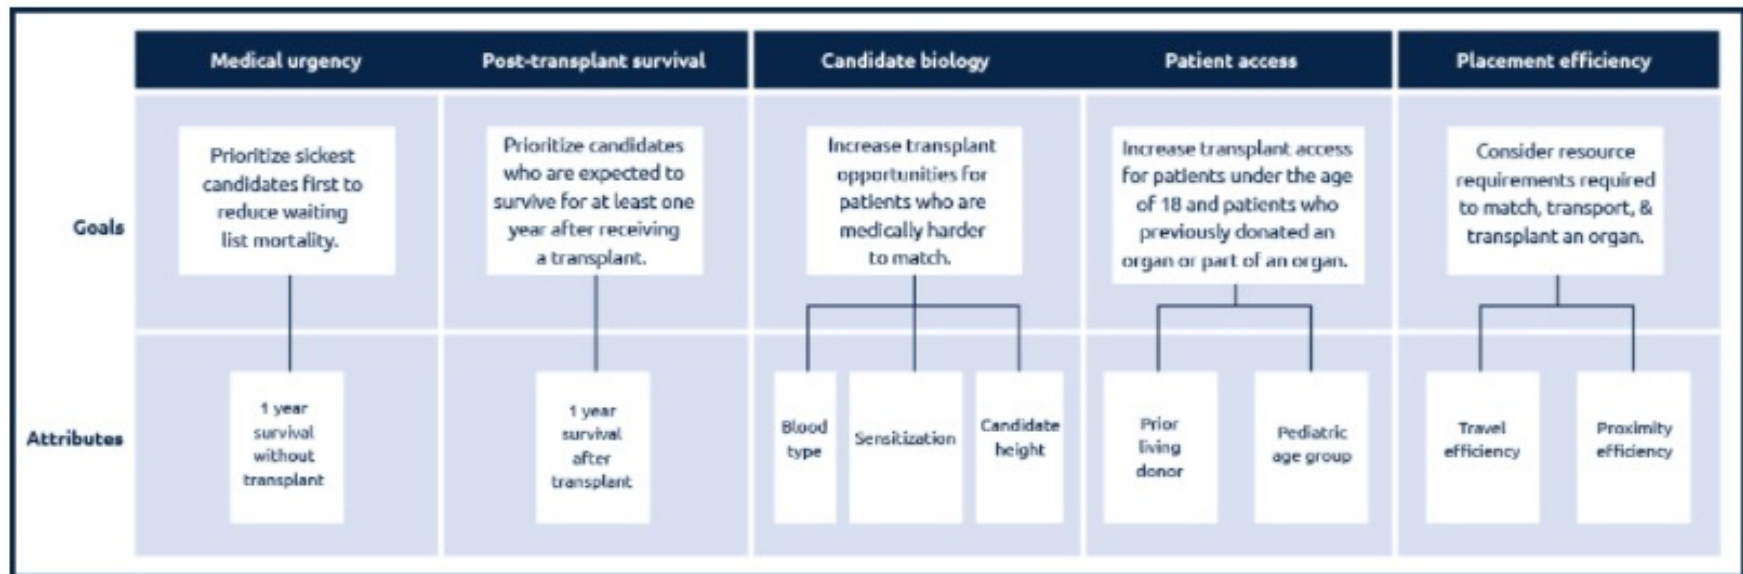 Medical urgency
Post-transplant survival
Candidate biology
Patient access
Placement efficiency
Goals
Prioritize sickest
candidates first to
reduce waiting
list mortality.
Prioritize candidates
who are expected to
survive for at least one
year after receiving
a transplant.
Increase transplant
opportunities for
patients who are
medically harder
to match.
Increase transplant access
for patients under the age
of 18 and patients who
previously donated an
organ or part of an organ.
Consider resource
requirements required
to match, transport, &
transplant an organ.
Attributes
1 year
survival
without
transplant
1 year
survival
after
transplant
Blood
type
Sensitization
Candidate
height
Prior
living
donor
Pediatric
age group
Travel
efficiency
Proximity
efficiency